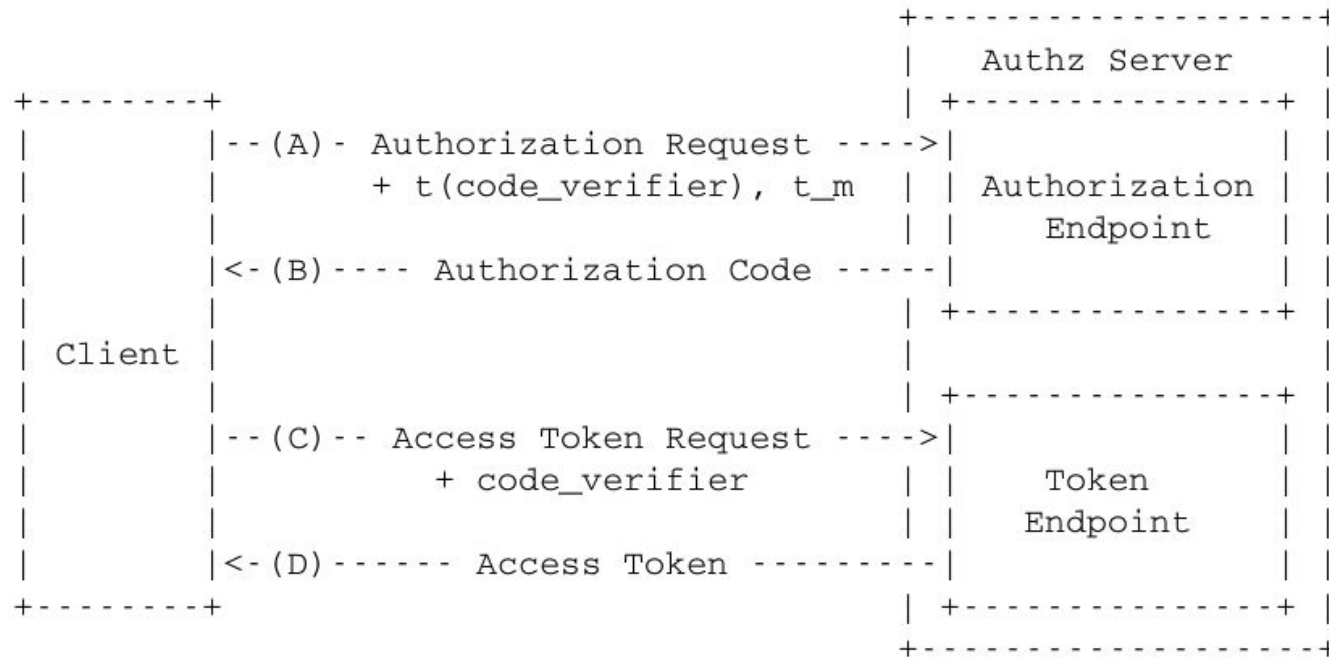 +-------------------+
                                                 |   Authz Server    |
       +--------+                                | +---------------+ |
       |        |--(A)- Authorization Request ---->|               | |
       |        |       + t(code_verifier), t_m  | | Authorization | |
       |        |                                | |    Endpoint   | |
       |        |<-(B)---- Authorization Code -----|               | |
       |        |                                | +---------------+ |
       | Client |                                |                   |
       |        |                                | +---------------+ |
       |        |--(C)-- Access Token Request ---->|               | |
       |        |          + code_verifier       | |    Token      | |
       |        |                                | |   Endpoint    | |
       |        |<-(D)------ Access Token ---------|               | |
       +--------+                                | +---------------+ |
                                                 +-------------------+